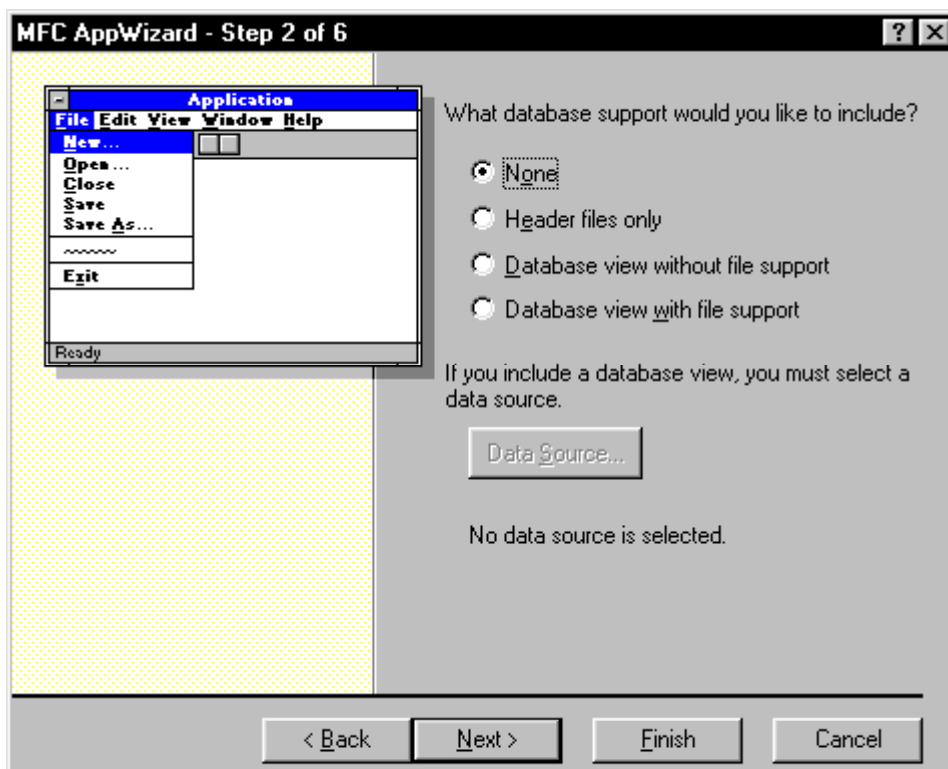 MFC AppWizard - Step 2 of 6
Application
File Edit View Window Help
New...
Open...
Close
Save
Save As...
Exit
Ready
What database support would you like to include?
None
Header files only
Database view without file support
Database view with file support
If you include a database view, you must select a
data source.
Data Source...
No data source is selected.
< Back
Next >
Finish
Cancel